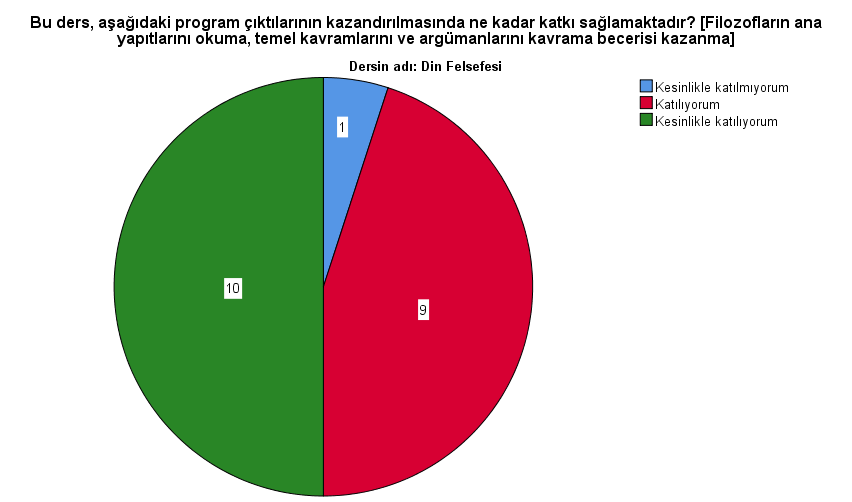 Bu ders, aşağıdaki program çıktılarının kazandırılmasında ne kadar katkı sağlamaktadır? [Filozofların ana
yapıtlarını okuma, temel kavramlarını ve argümanlarını kavrama becerisi kazanma]
Dersin adı: Din Felsefesi
Kesinlikle katılmıyorum
Katılıyorum
Kesinlikle katılıyorum
1
10
9